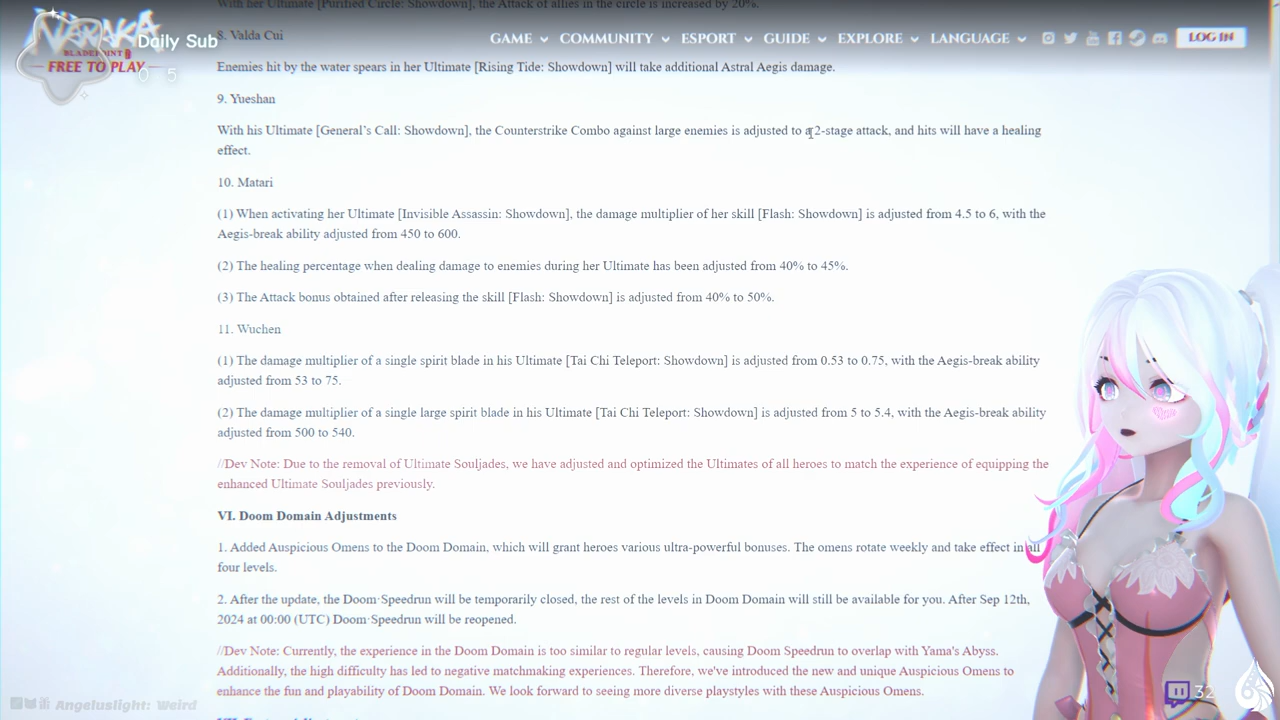 With her Ultimate [Purified Circle: Showdown], the Attack of allies in the circle is increased by 20%.
NARAKA
BLADEPOINT
FREE TO PLAY
Daily Sub
0 5
GAME COMMUNITY ESPORT GUIDE EXPLORE LANGUAGE LOG IN
8. Valda Cui
Enemies hit by the water spears in her Ultimate [Rising Tide: Showdown] will take additional Astral Aegis damage.
9. Yueshan
With his Ultimate [General's Call: Showdown], the Counterstrike Combo against large enemies is adjusted to a 2-stage attack, and hits will have a healing
effect.
10. Matari
(1) When activating her Ultimate [Invisible Assassin: Showdown], the damage multiplier of her skill [Flash: Showdown] is adjusted from 4.5 to 6, with the
Aegis-break ability adjusted from 450 to 600.
(2) The healing percentage when dealing damage to enemies during her Ultimate has been adjusted from 40% to 45%.
(3) The Attack bonus obtained after releasing the skill [Flash: Showdown] is adjusted from 40% to 50%.
11. Wuchen
(1) The damage multiplier of a single spirit blade in his Ultimate [Tai Chi Teleport: Showdown] is adjusted from 0.53 to 0.75, with the Aegis-break ability
adjusted from 53 to 75.
(2) The damage multiplier of a single large spirit blade in his Ultimate [Tai Chi Teleport: Showdown] is adjusted from 5 to 5.4, with the Aegis-break ability
adjusted from 500 to 540.
//Dev Note: Due to the removal of Ultimate Souljades, we have adjusted and optimized the Ultimates of all heroes to match the experience of equipping the
enhanced Ultimate Souljades previously.
VI. Doom Domain Adjustments
1. Added Auspicious Omens to the Doom Domain, which will grant heroes various ultra-powerful bonuses. The omens rotate weekly and take effect in all
four levels.
2. After the update, the Doom·Speedrun will be temporarily closed, the rest of the levels in Doom Domain will still be available for you. After Sep 12th,
2024 at 00:00 (UTC) Doom·Speedrun will be reopened.
//Dev Note: Currently, the experience in the Doom Domain is too similar to regular levels, causing Doom Speedrun to overlap with Yama's Abyss.
Additionally, the high difficulty has led to negative matchmaking experiences. Therefore, we've introduced the new and unique Auspicious Omens to
enhance the fun and playability of Doom Domain. We look forward to seeing more diverse playstyles with these Auspicious Omens.
Angeluslight: Weird
32